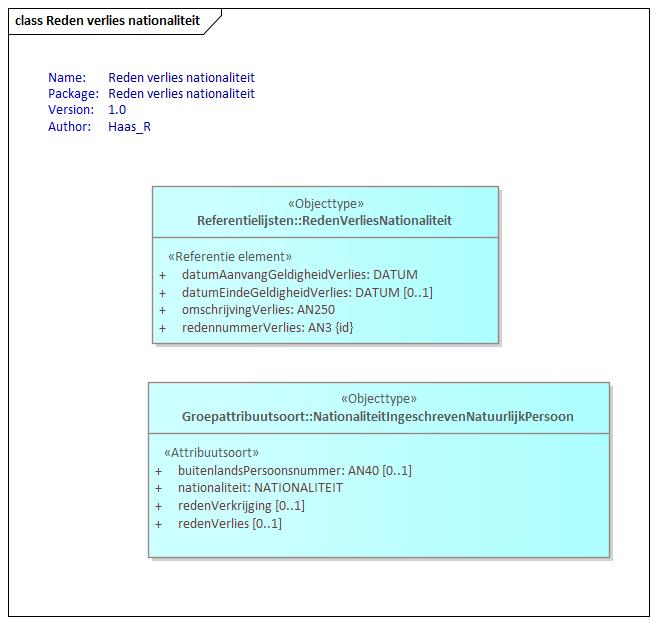 class Reden verlies nationaliteit
Name: Reden verlies nationaliteit
Package: Reden verlies nationaliteit
Version: 1.0
Author: Haas_R
«Objecttype»
Referentielijsten::RedenVerliesNationaliteit
«Referentie element»
+ datumAanvangGeldigheidVerlies: DATUM
+ datumEindeGeldigheidVerlies: DATUM [0..1]
+ omschrijvingVerlies: AN250
+ redennummerVerlies: AN3 {id}
«Objecttype»
Groepattribuutsoort::NationaliteitIngeschrevenNatuurlijkPersoon
«Attribuutsoort»
+ buitenlandsPersoonsnummer: AN40 [0..1]
+ nationaliteit: NATIONALITEIT
+ redenVerkrijging [0..1]
+ redenVerlies [0..1]